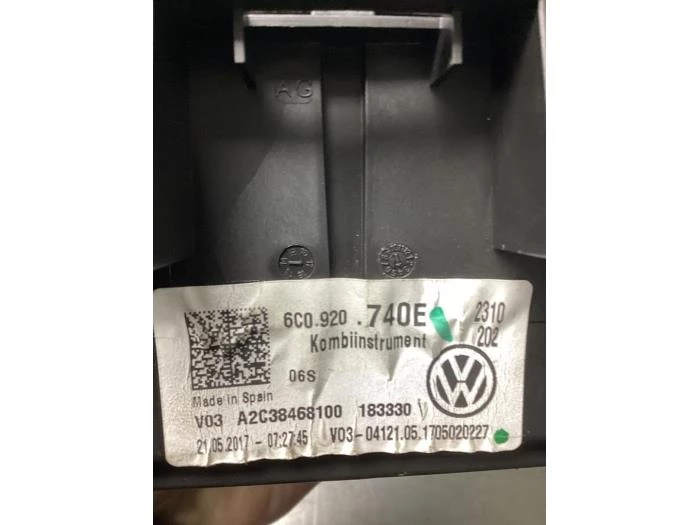 AG
6C0.920 .740E 2310
Kombiinstrument 202
06S
Made in Spain
V03 A2C38468100 183330
21.05.2017 - 07:27:45 V03-04121.05.1705020227